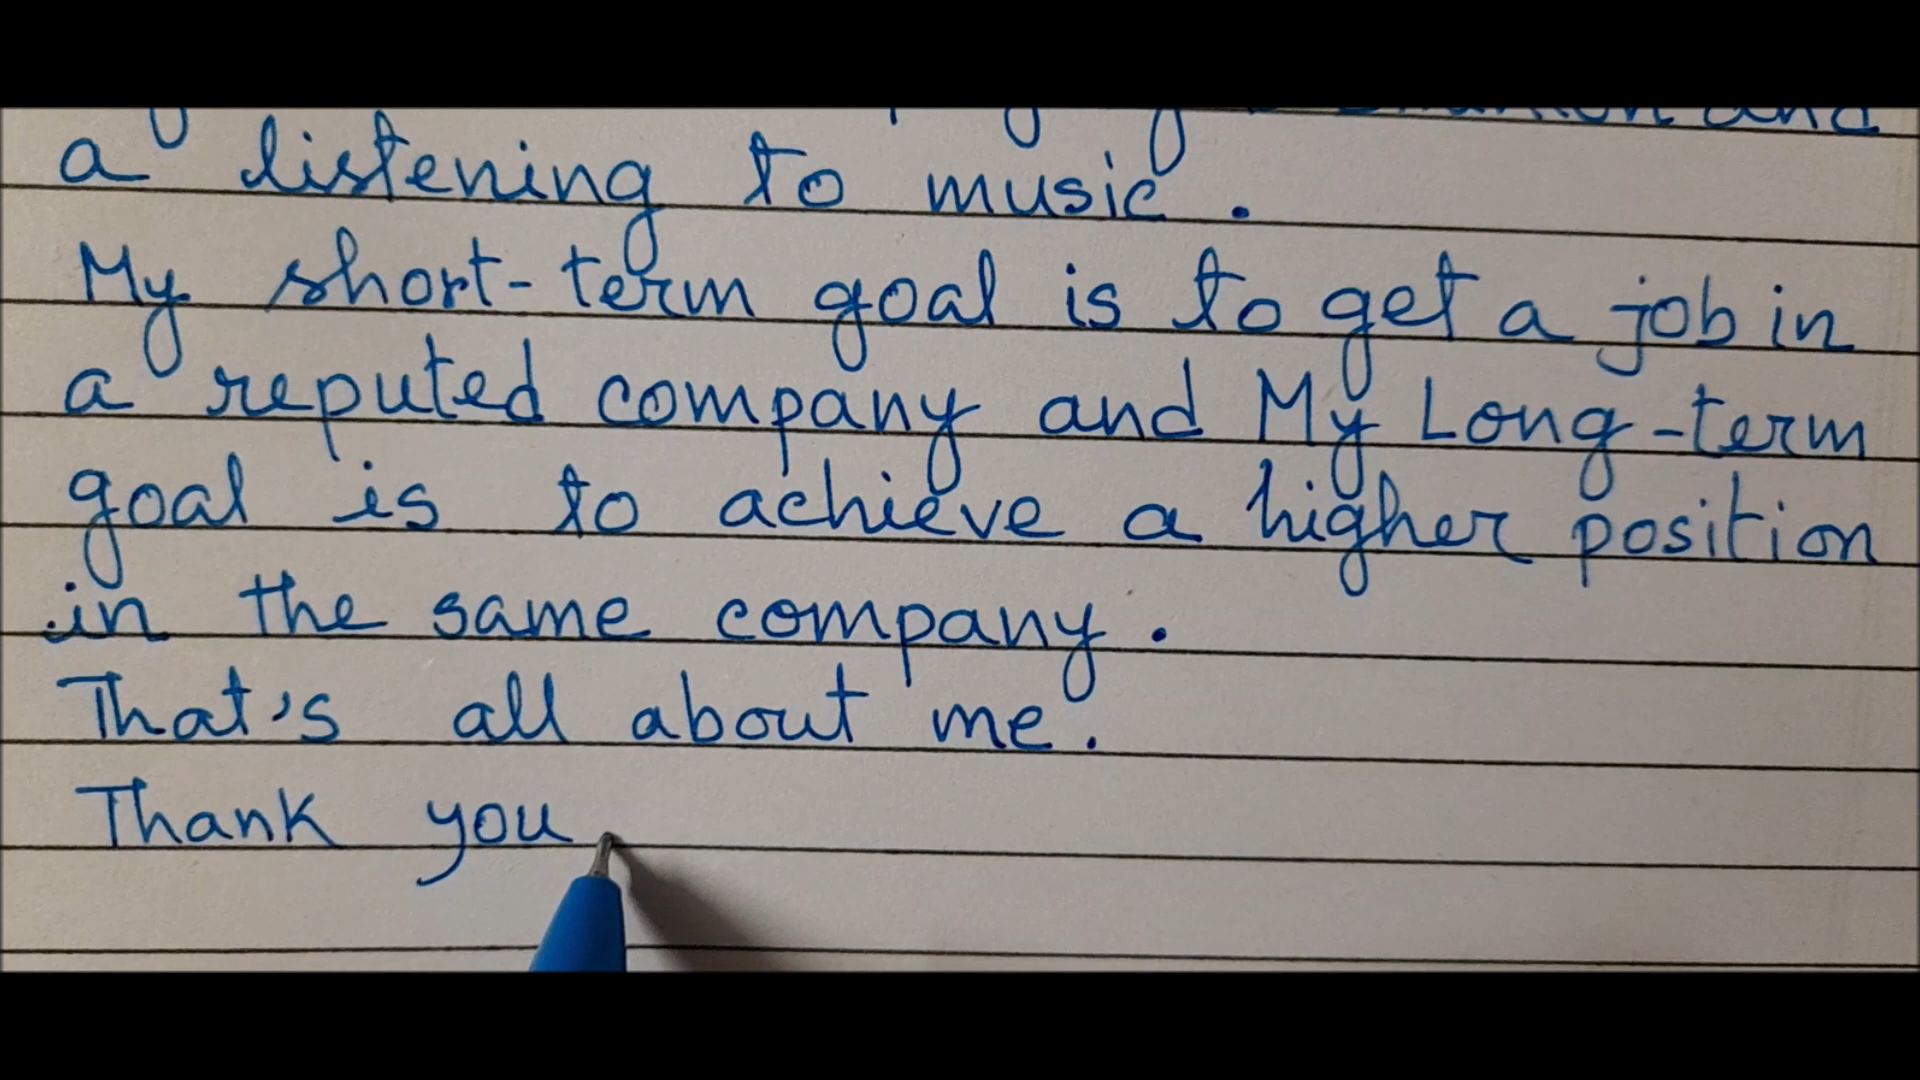 and
a listening to music.
My short-term goal is to get a job in
a reputed company and My Long-term
goal is to achieve a higher position
in the same company.
That's all about me.
Thank you